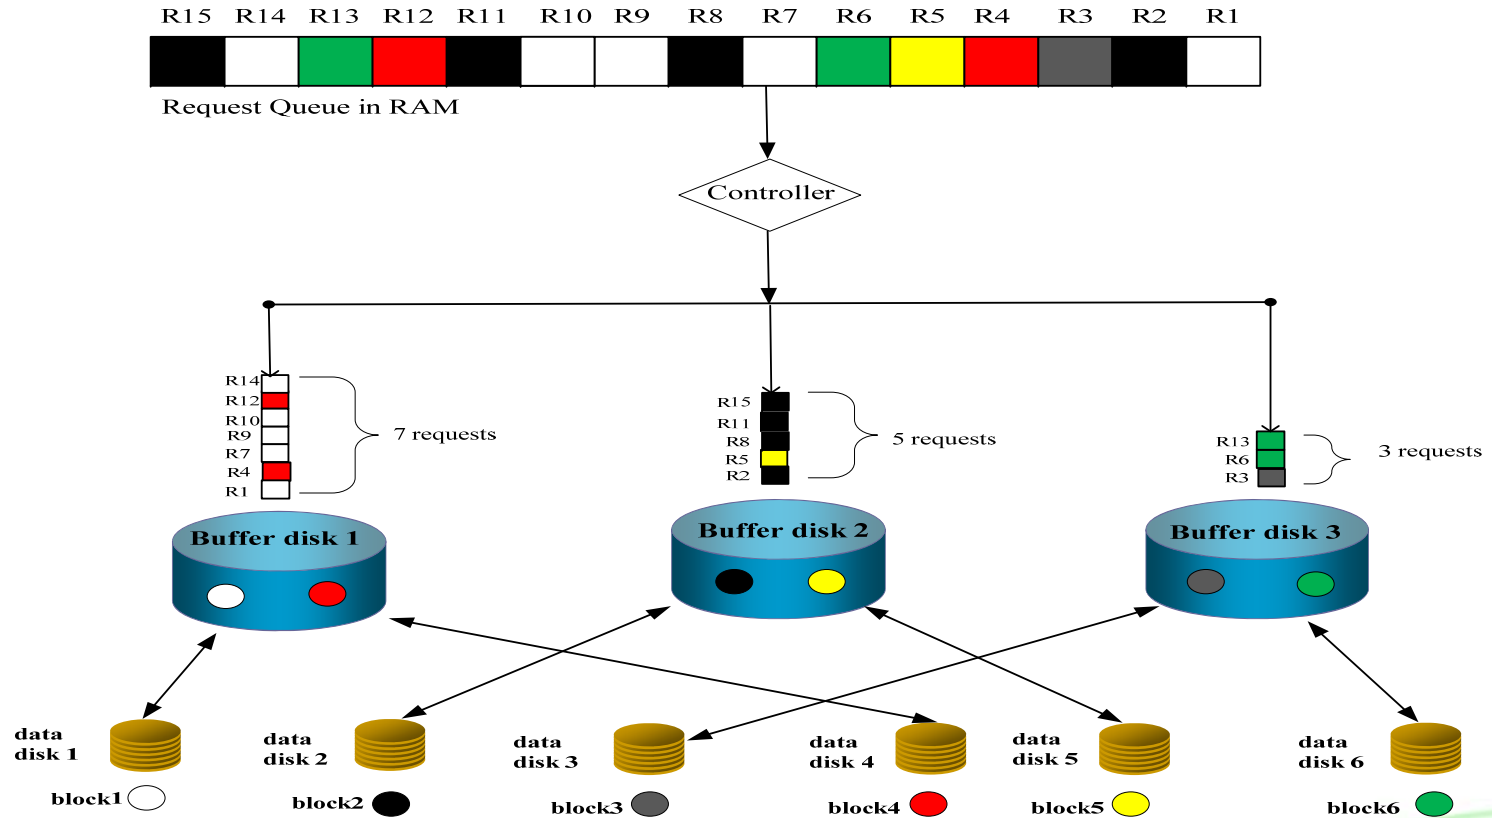 R15 R14 R13 R12 R11 R10 R9 R8 R7 R6 R5 R4 R3 R2 R1
Request Queue in RAM
Controller
R14
R12
R10
R9
R7
R4
R1
7 requests
R15
R11
R8
R5
R2
5 requests
R13
R6
R3
3 requests
Buffer disk 1
Buffer disk 2
Buffer disk 3
data
disk 1
block1
data
disk 2
block2
data
disk 3
block3
data
disk 4
block4
data
disk 5
block5
data
disk 6
block6